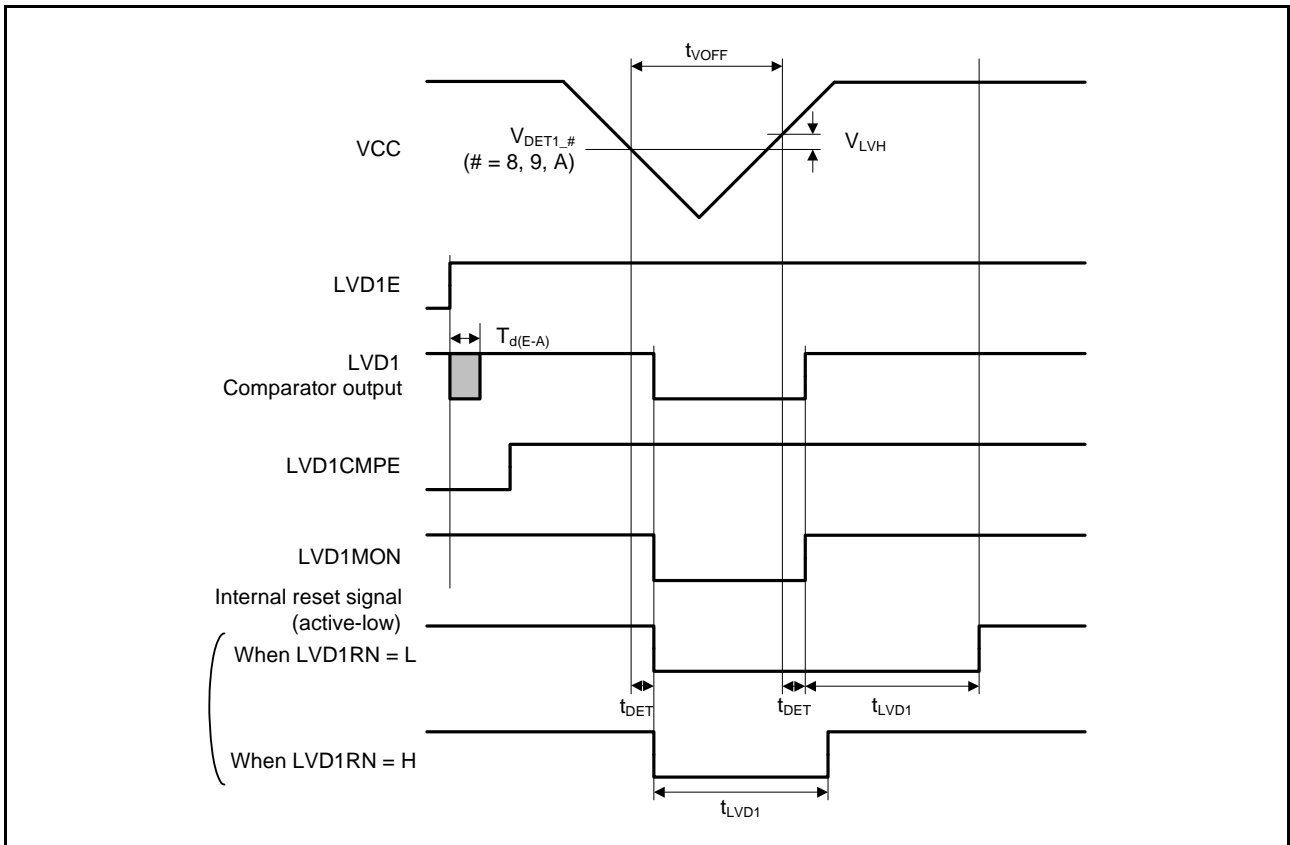 tVOFF
VCC
VDET1_#
(# = 8, 9, A)
VLVH
LVD1E
Td(E-A)
LVD1
Comparator output
LVD1CMPE
LVD1MON
Internal reset signal
(active-low)
When LVD1RN = L
tDET
tDET
tLVD1
When LVD1RN = H
tLVD1